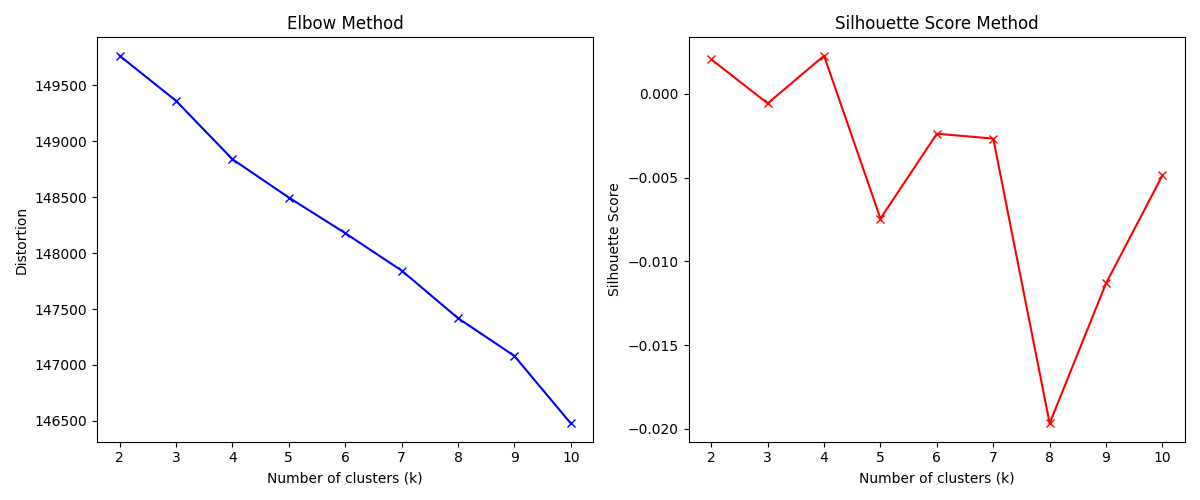 Elbow Method
Distortion
149500
149000
148500
148000
147500
147000
146500
2 3 4 5 6 7 8 9 10
Number of clusters (k)
Silhouette Score Method
Silhouette Score
0.000
−0.005
−0.010
−0.015
−0.020
2 3 4 5 6 7 8 9 10
Number of clusters (k)